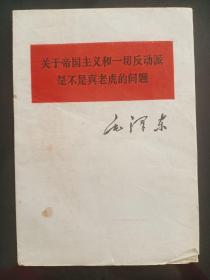 关于帝国主义和一切反动派
是不是真老虎的问题
毛泽东